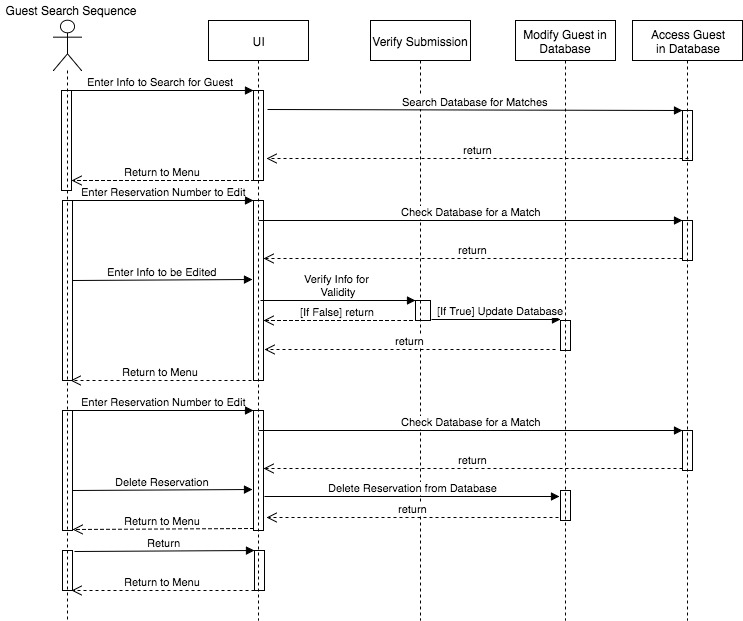 Guest Search Sequence
UI
Verify Submission
Modify Guest in
Database
Access Guest
in Database
Enter Info to Search for Guest
Search Database for Matches
return
Return to Menu
Enter Reservation Number to Edit
Check Database for a Match
return
Enter Info to be Edited
Verify Info for
Validity
[If False] return
[If True] Update Database
return
Return to Menu
Enter Reservation Number to Edit
Check Database for a Match
return
Delete Reservation
Delete Reservation from Database
return
Return to Menu
Return
Return to Menu